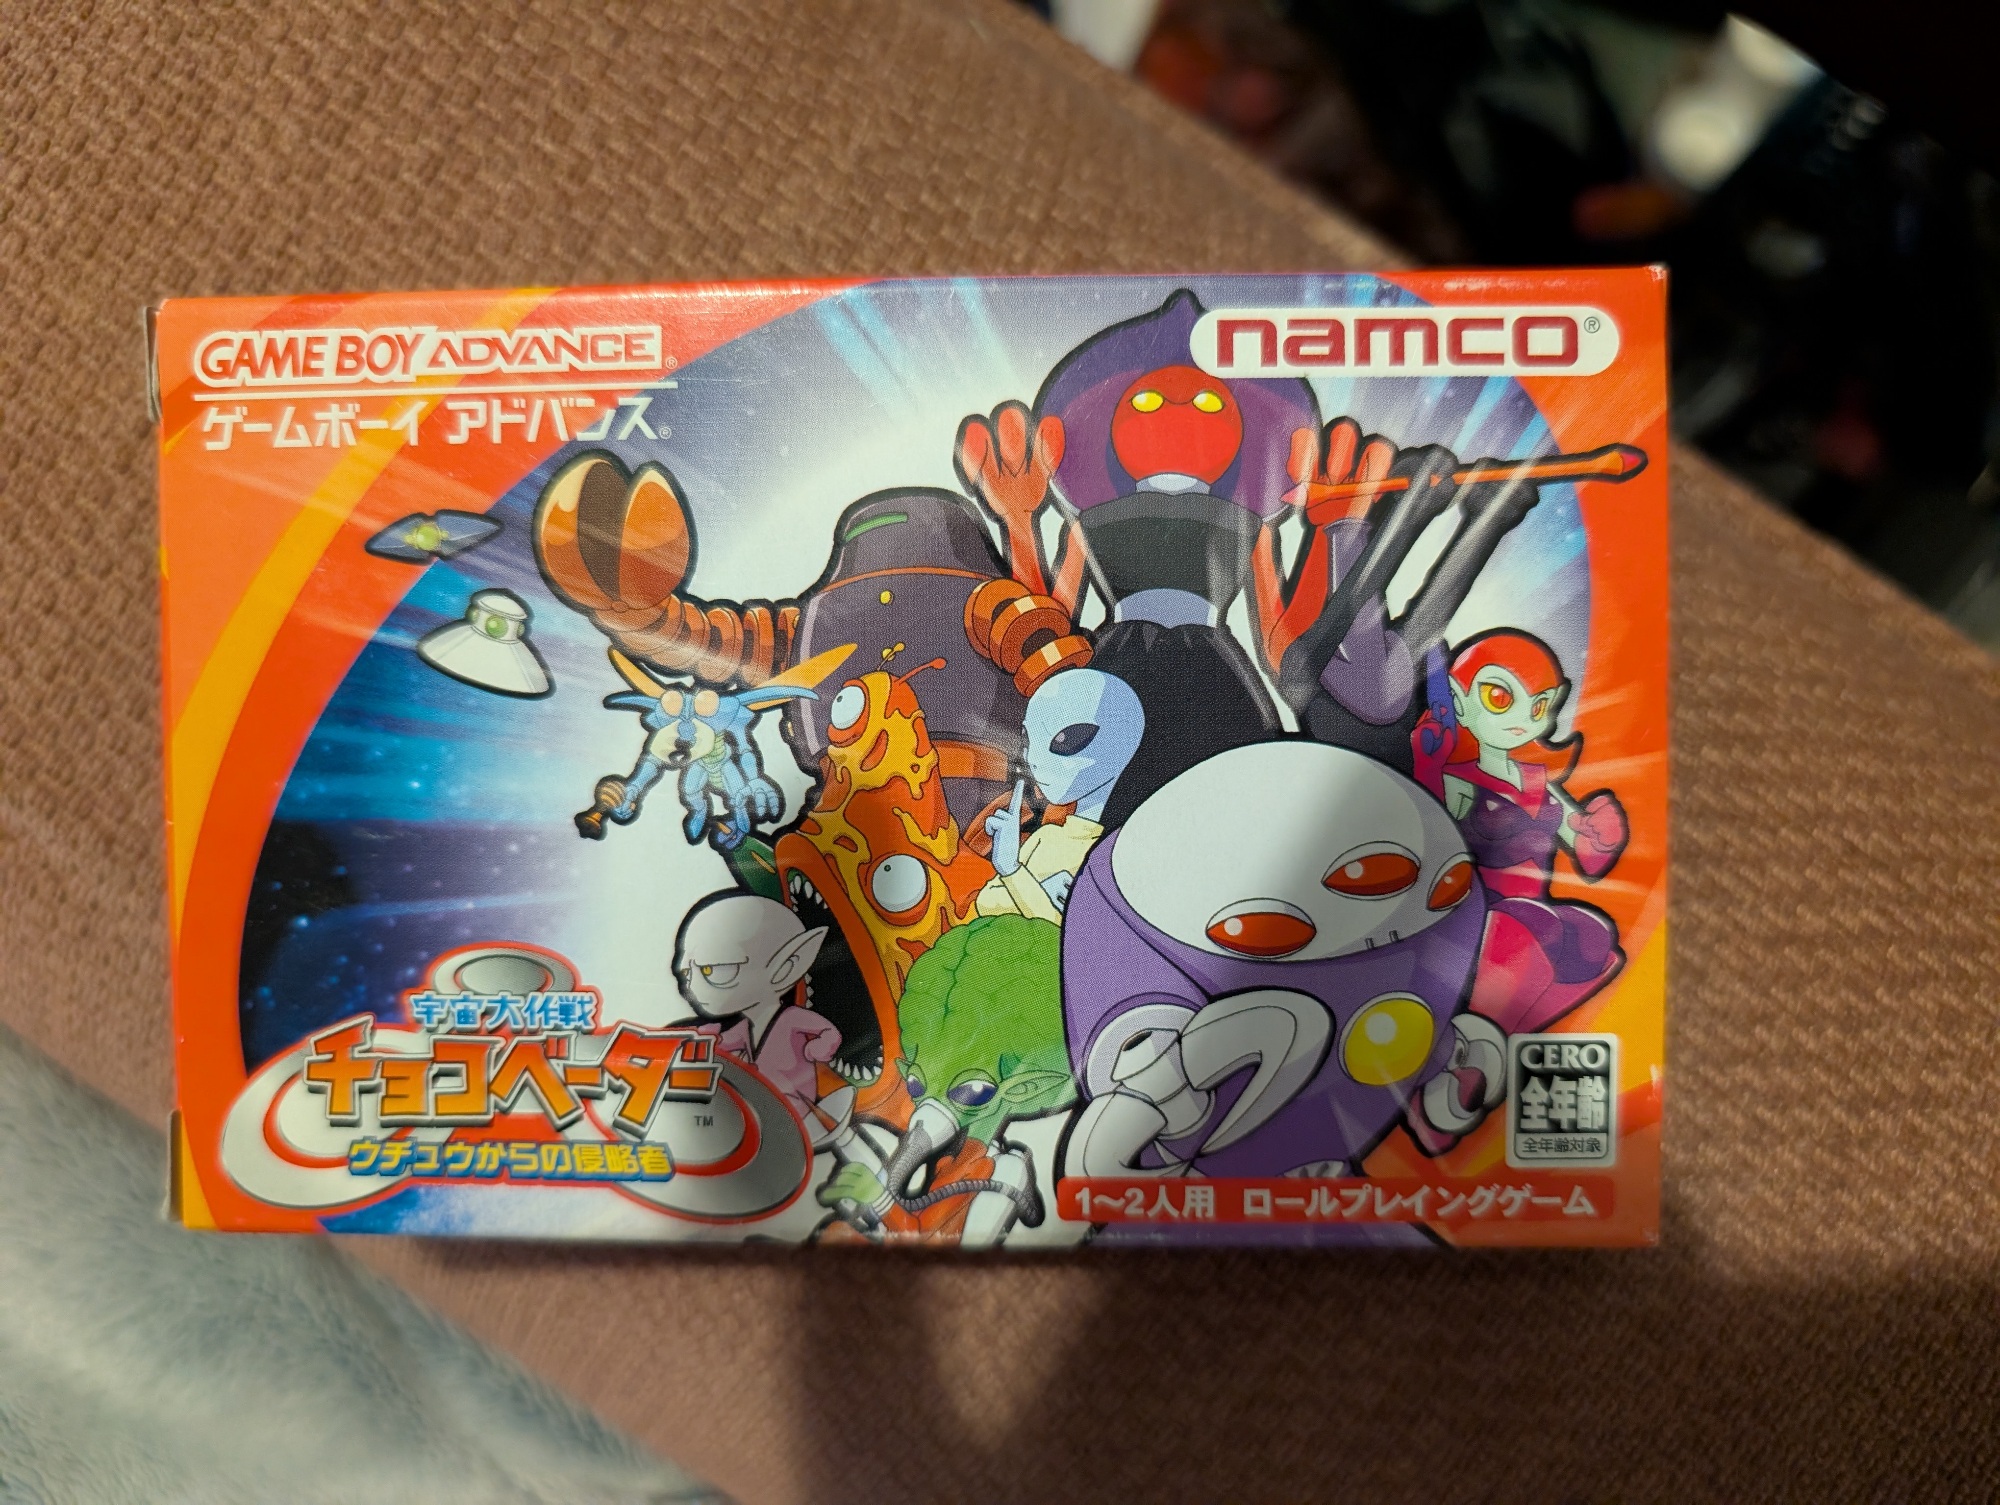 GAME BOY ADVANCE®
ゲームボーイ アドバンス®
namco®
宇宙大作戦
チョコベーダー™
ウチュウからの侵略者
CERO
全年齢
全年齢対象
1〜2人用 ロールプレイングゲーム